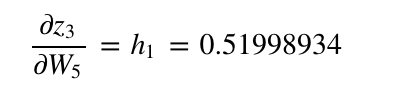 ∂z₃/∂W₅ = h₁ = 0.51998934